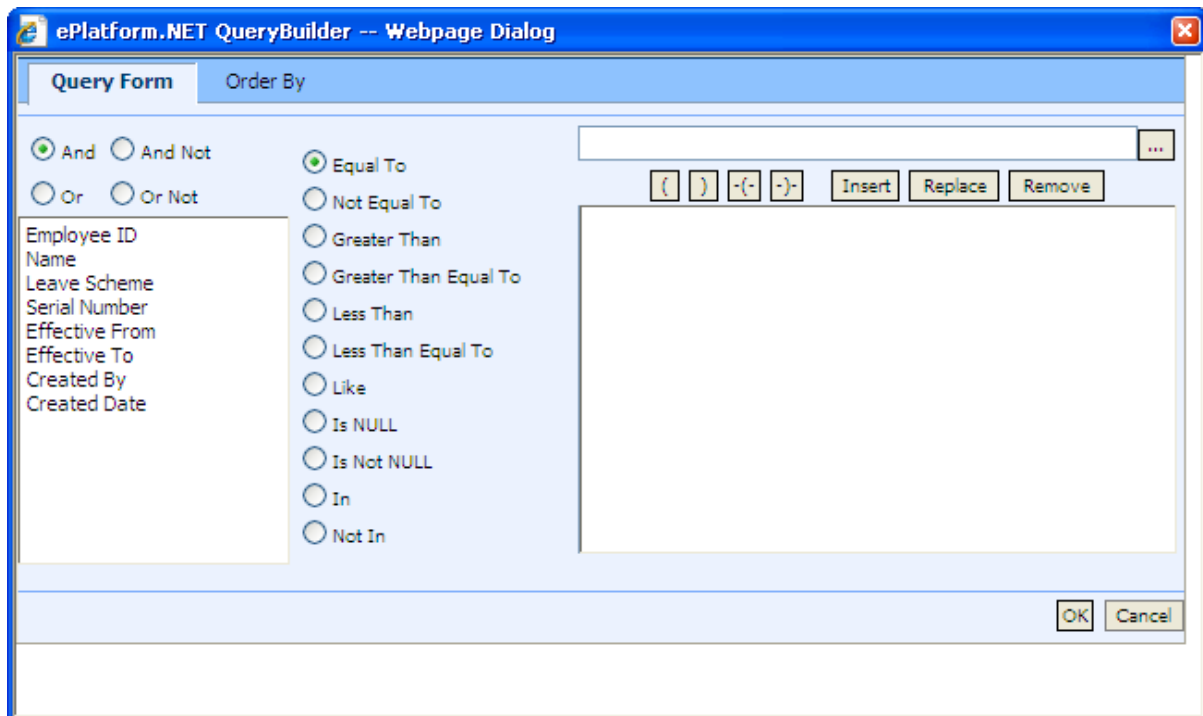 ePlatform.NET QueryBuilder -- Webpage Dialog
Query Form Order By
And And Not
Or Or Not
Employee ID
Name
Leave Scheme
Serial Number
Effective From
Effective To
Created By
Created Date
Equal To
Not Equal To
Greater Than
Greater Than Equal To
Less Than
Less Than Equal To
Like
Is NULL
Is Not NULL
In
Not In
...
( ) -(- -)- Insert Replace Remove
OK Cancel